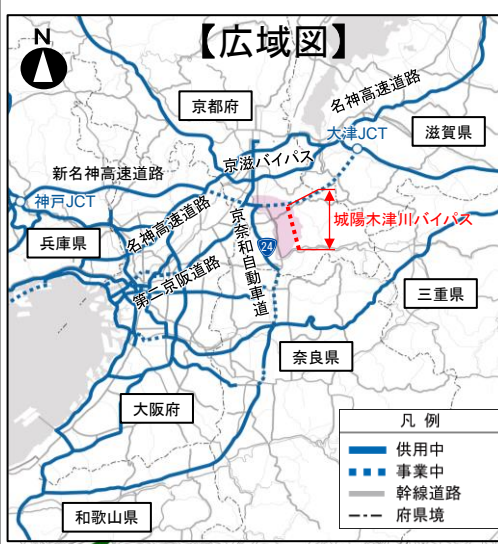 【広域図】
N
京都府
名神高速道路
大津JCT
滋賀県
京滋バイパス
新名神高速道路
神戸JCT
名神高速道路
城陽木津川バイパス
兵庫県
24
京奈和自動車道
第二京阪道路
三重県
奈良県
大阪府
和歌山県
凡例
供用中
事業中
幹線道路
府県境